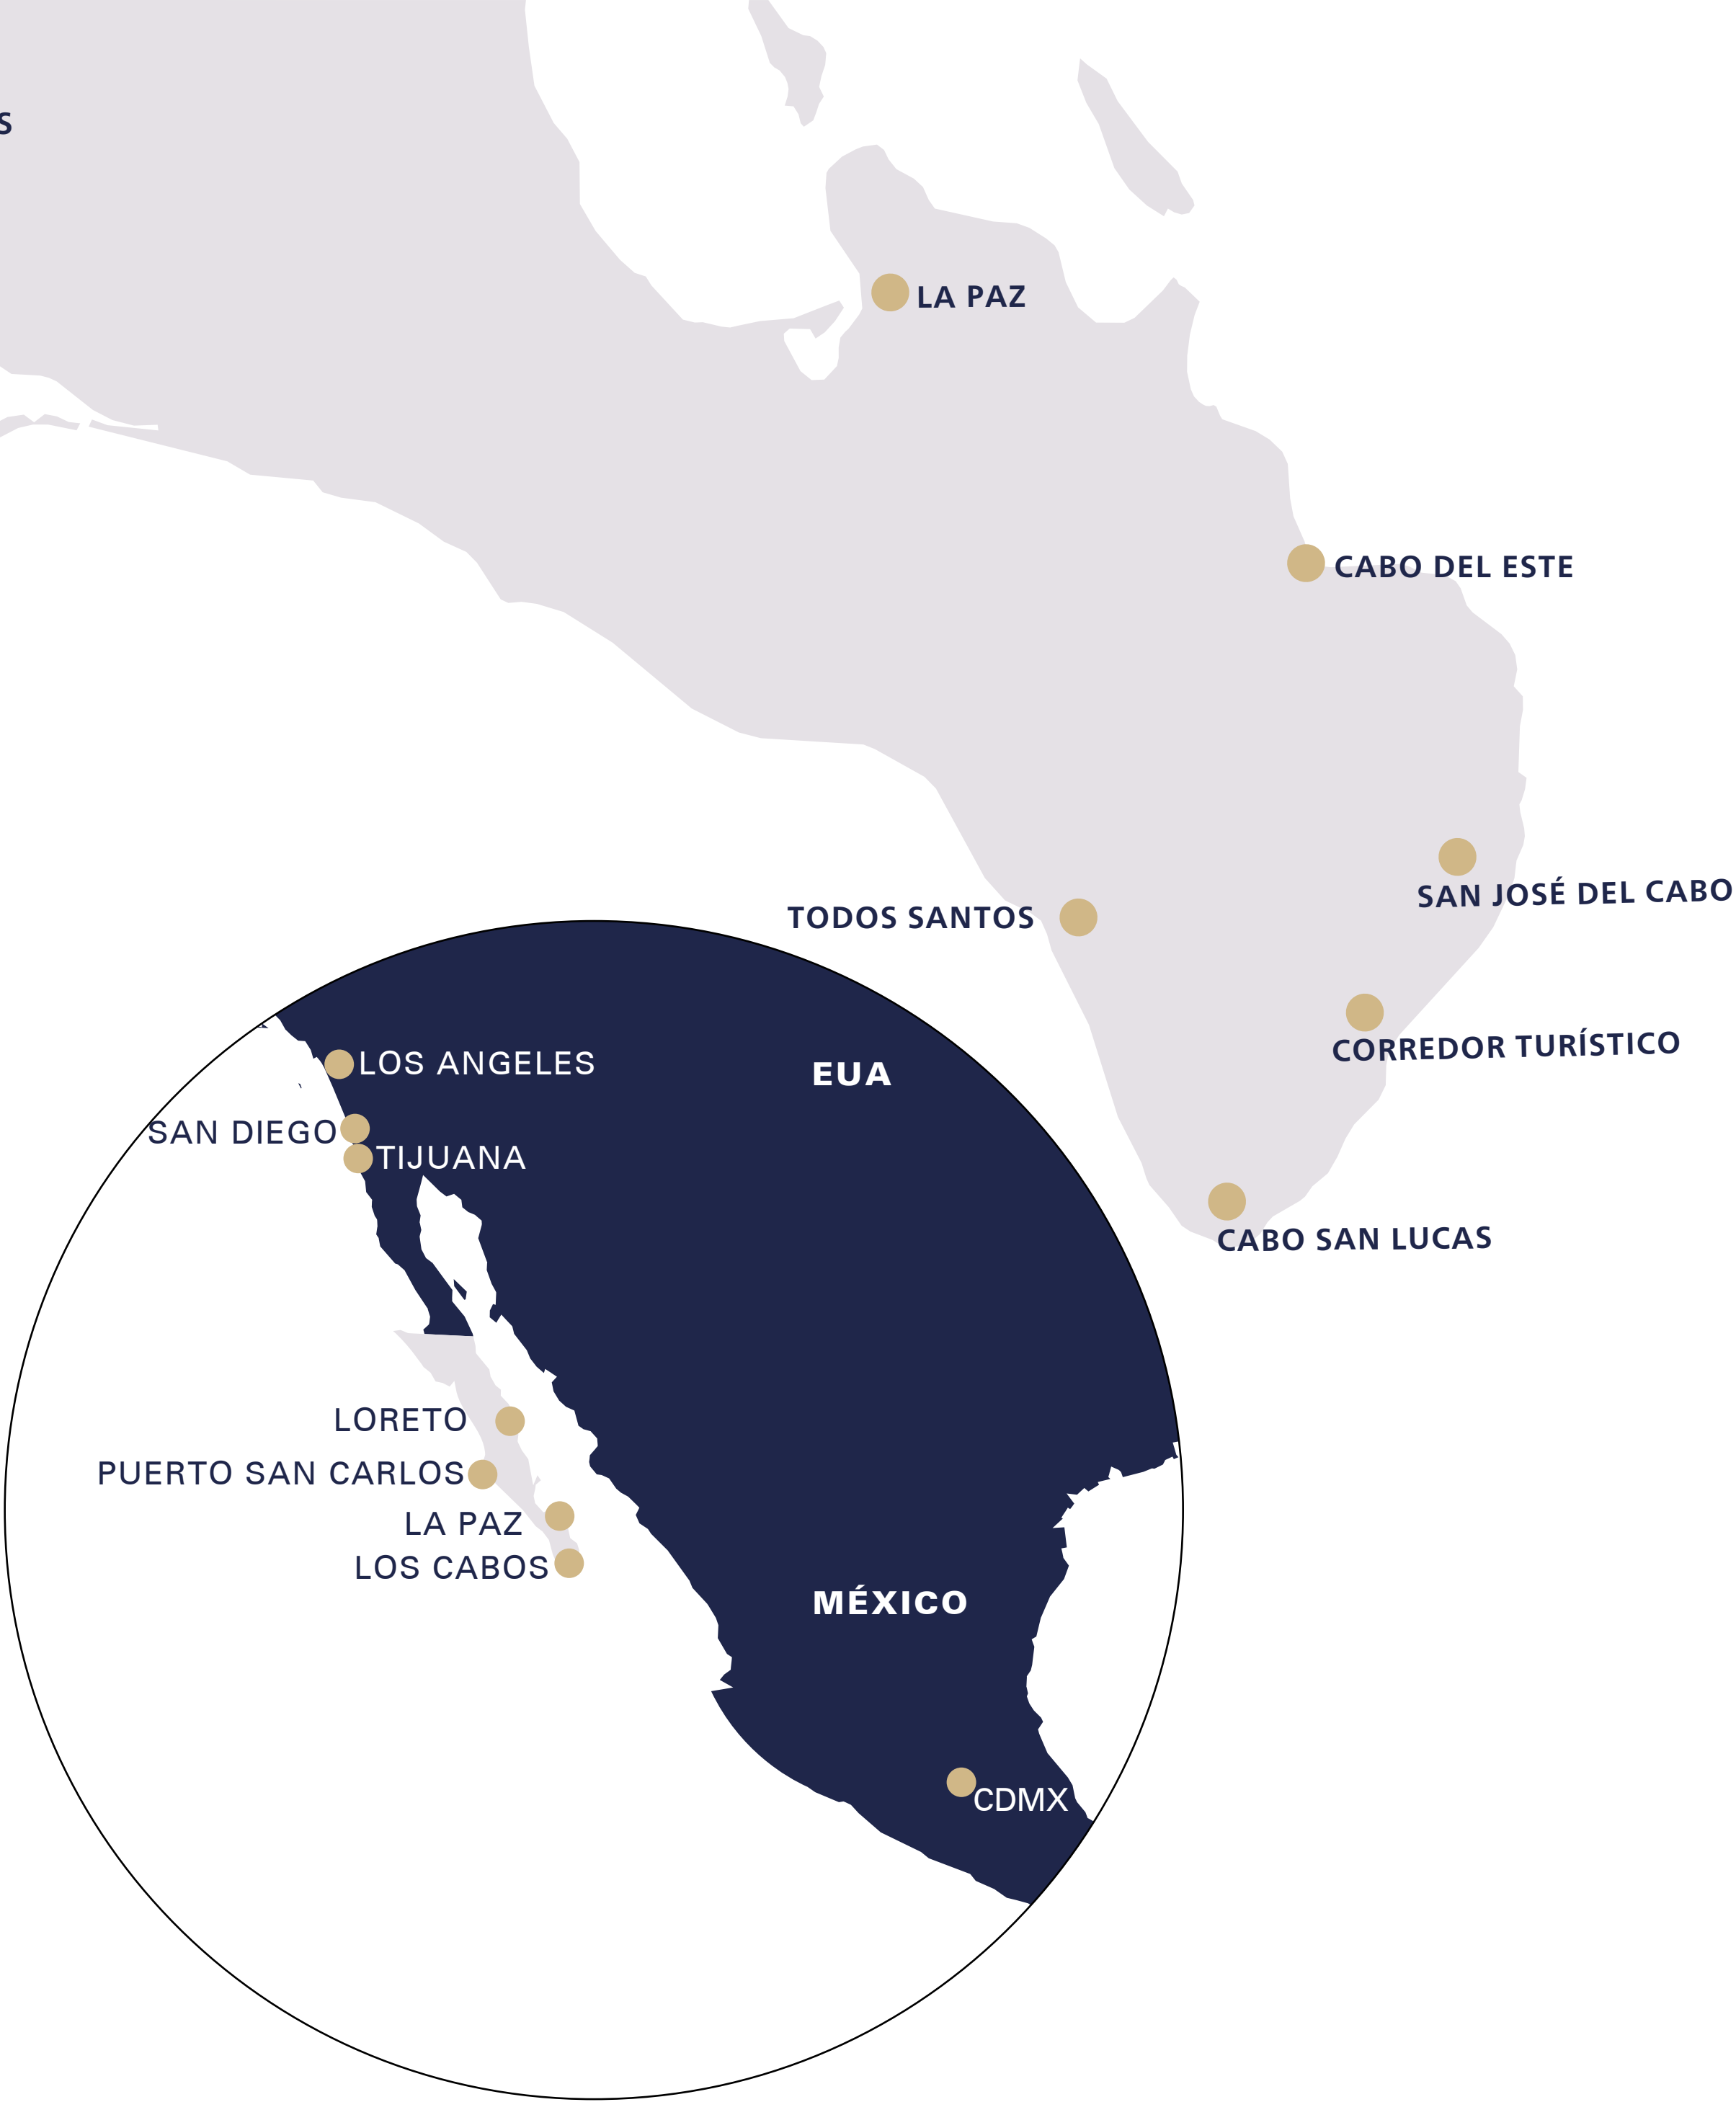 S
LA PAZ
CABO DEL ESTE
SAN JOSÉ DEL CABO
TODOS SANTOS
CORREDOR TURÍSTICO
CABO SAN LUCAS
LOS ANGELES
EUA
SAN DIEGO
TIJUANA
LORETO
PUERTO SAN CARLOS
LA PAZ
LOS CABOS
MÉXICO
CDMX